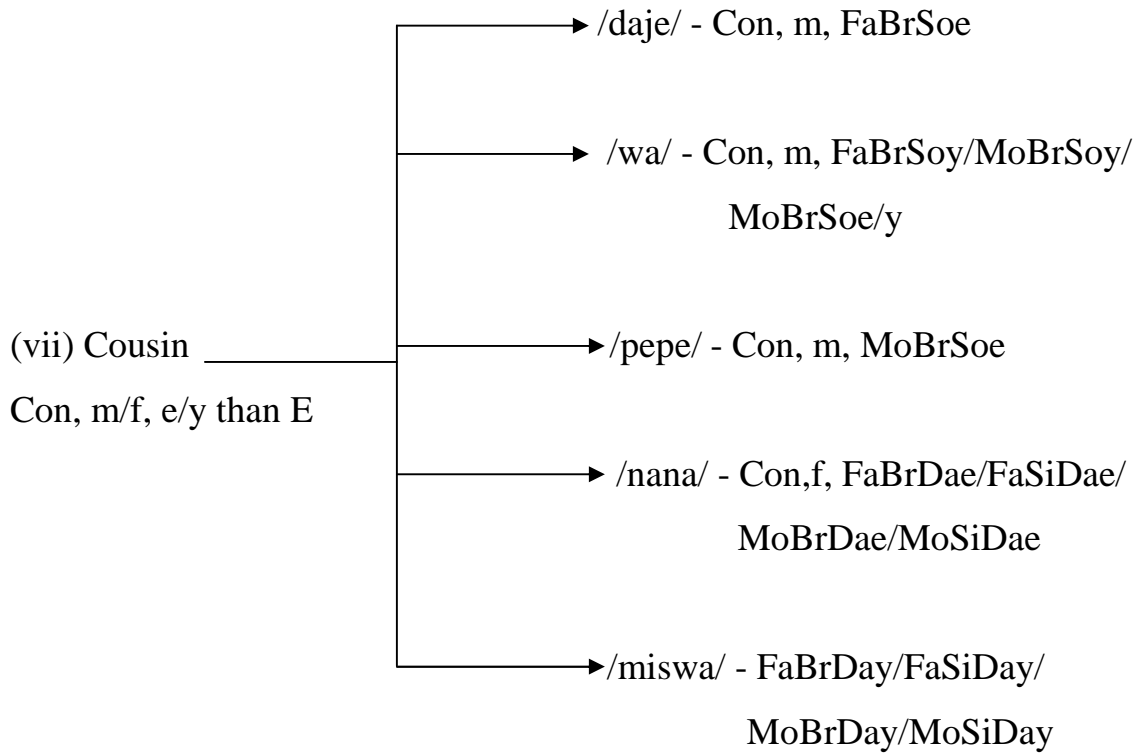 /daje/ - Con, m, FaBrSoe
/wa/ - Con, m, FaBrSoy/MoBrSoy/
MoBrSoe/y
(vii) Cousin
Con, m/f, e/y than E
/pepe/ - Con, m, MoBrSoe
/nana/ - Con,f, FaBrDae/FaSiDae/
MoBrDae/MoSiDae
/miswa/ - FaBrDay/FaSiDay/
MoBrDay/MoSiDay